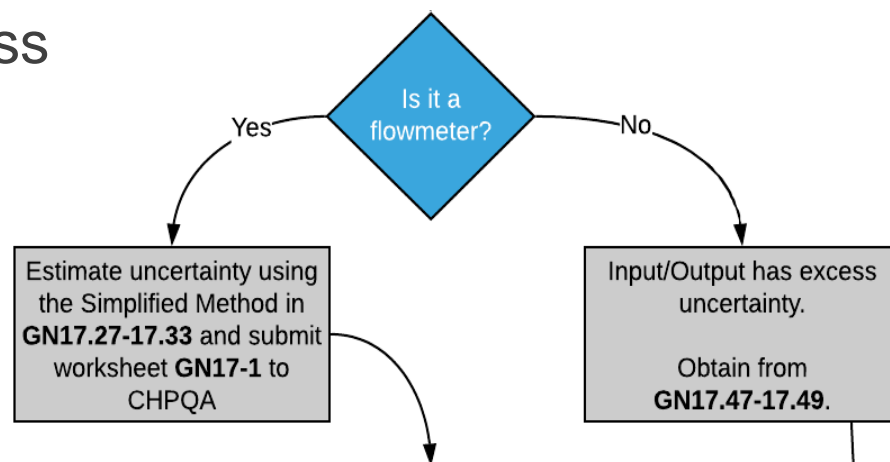 ss
Is it a
flowmeter?
Yes
No
Estimate uncertainty using
the Simplified Method in
GN17.27-17.33 and submit
worksheet GN17-1 to
CHPQA
Input/Output has excess
uncertainty.
Obtain from
GN17.47-17.49.